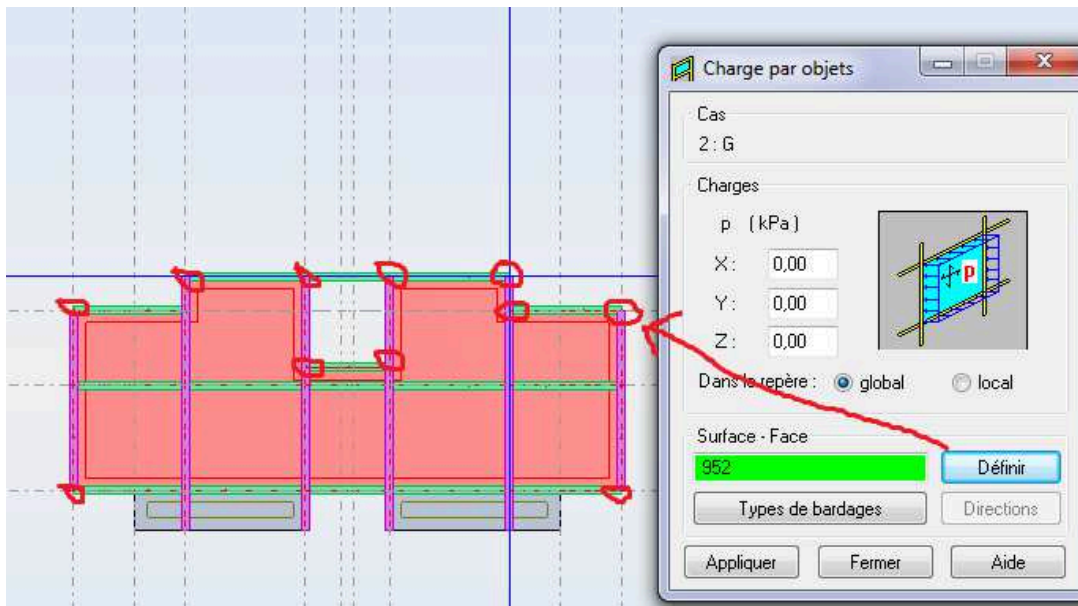 Charge par objets
Cas
2 : G
Charges
p (kPa)
X : 0,00
Y : 0,00
Z : 0,00
p
Dans le repère : global local
Surface - Face
952 Définir
Types de bardages Directions
Appliquer Fermer Aide